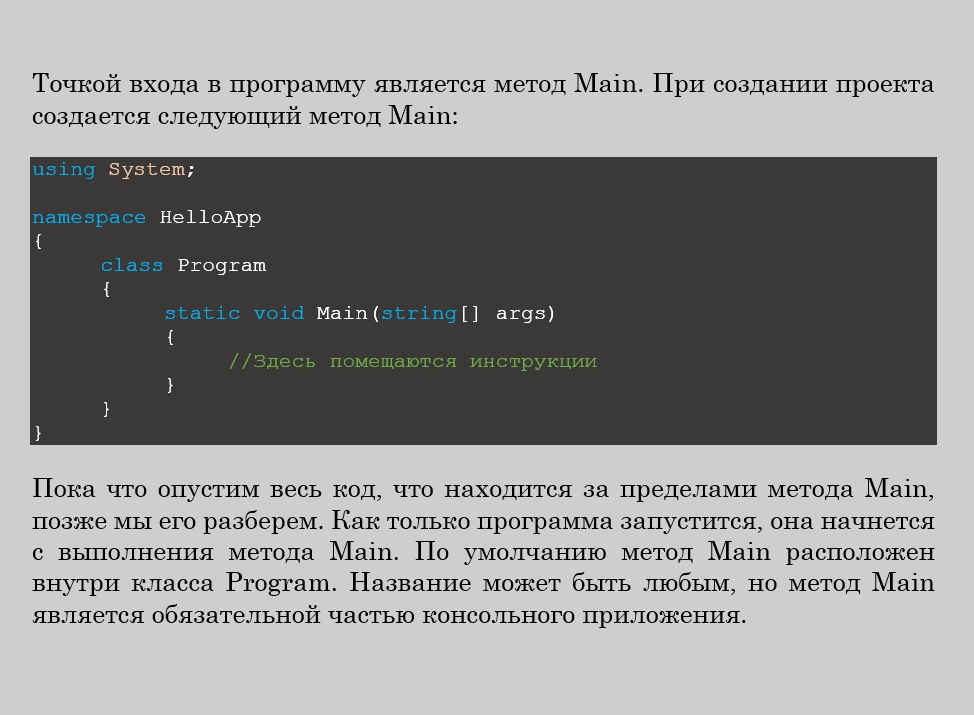 Точкой входа в программу является метод Main. При создании проекта
создается следующий метод Main:
using System;
namespace HelloApp
{
class Program
{
static void Main(string[] args)
{
//Здесь помещаются инструкции
}
}
}
Пока что опустим весь код, что находится за пределами метода Main,
позже мы его разберем. Как только программа запустится, она начнется
с выполнения метода Main. По умолчанию метод Main расположен
внутри класса Program. Название может быть любым, но метод Main
является обязательной частью консольного приложения.